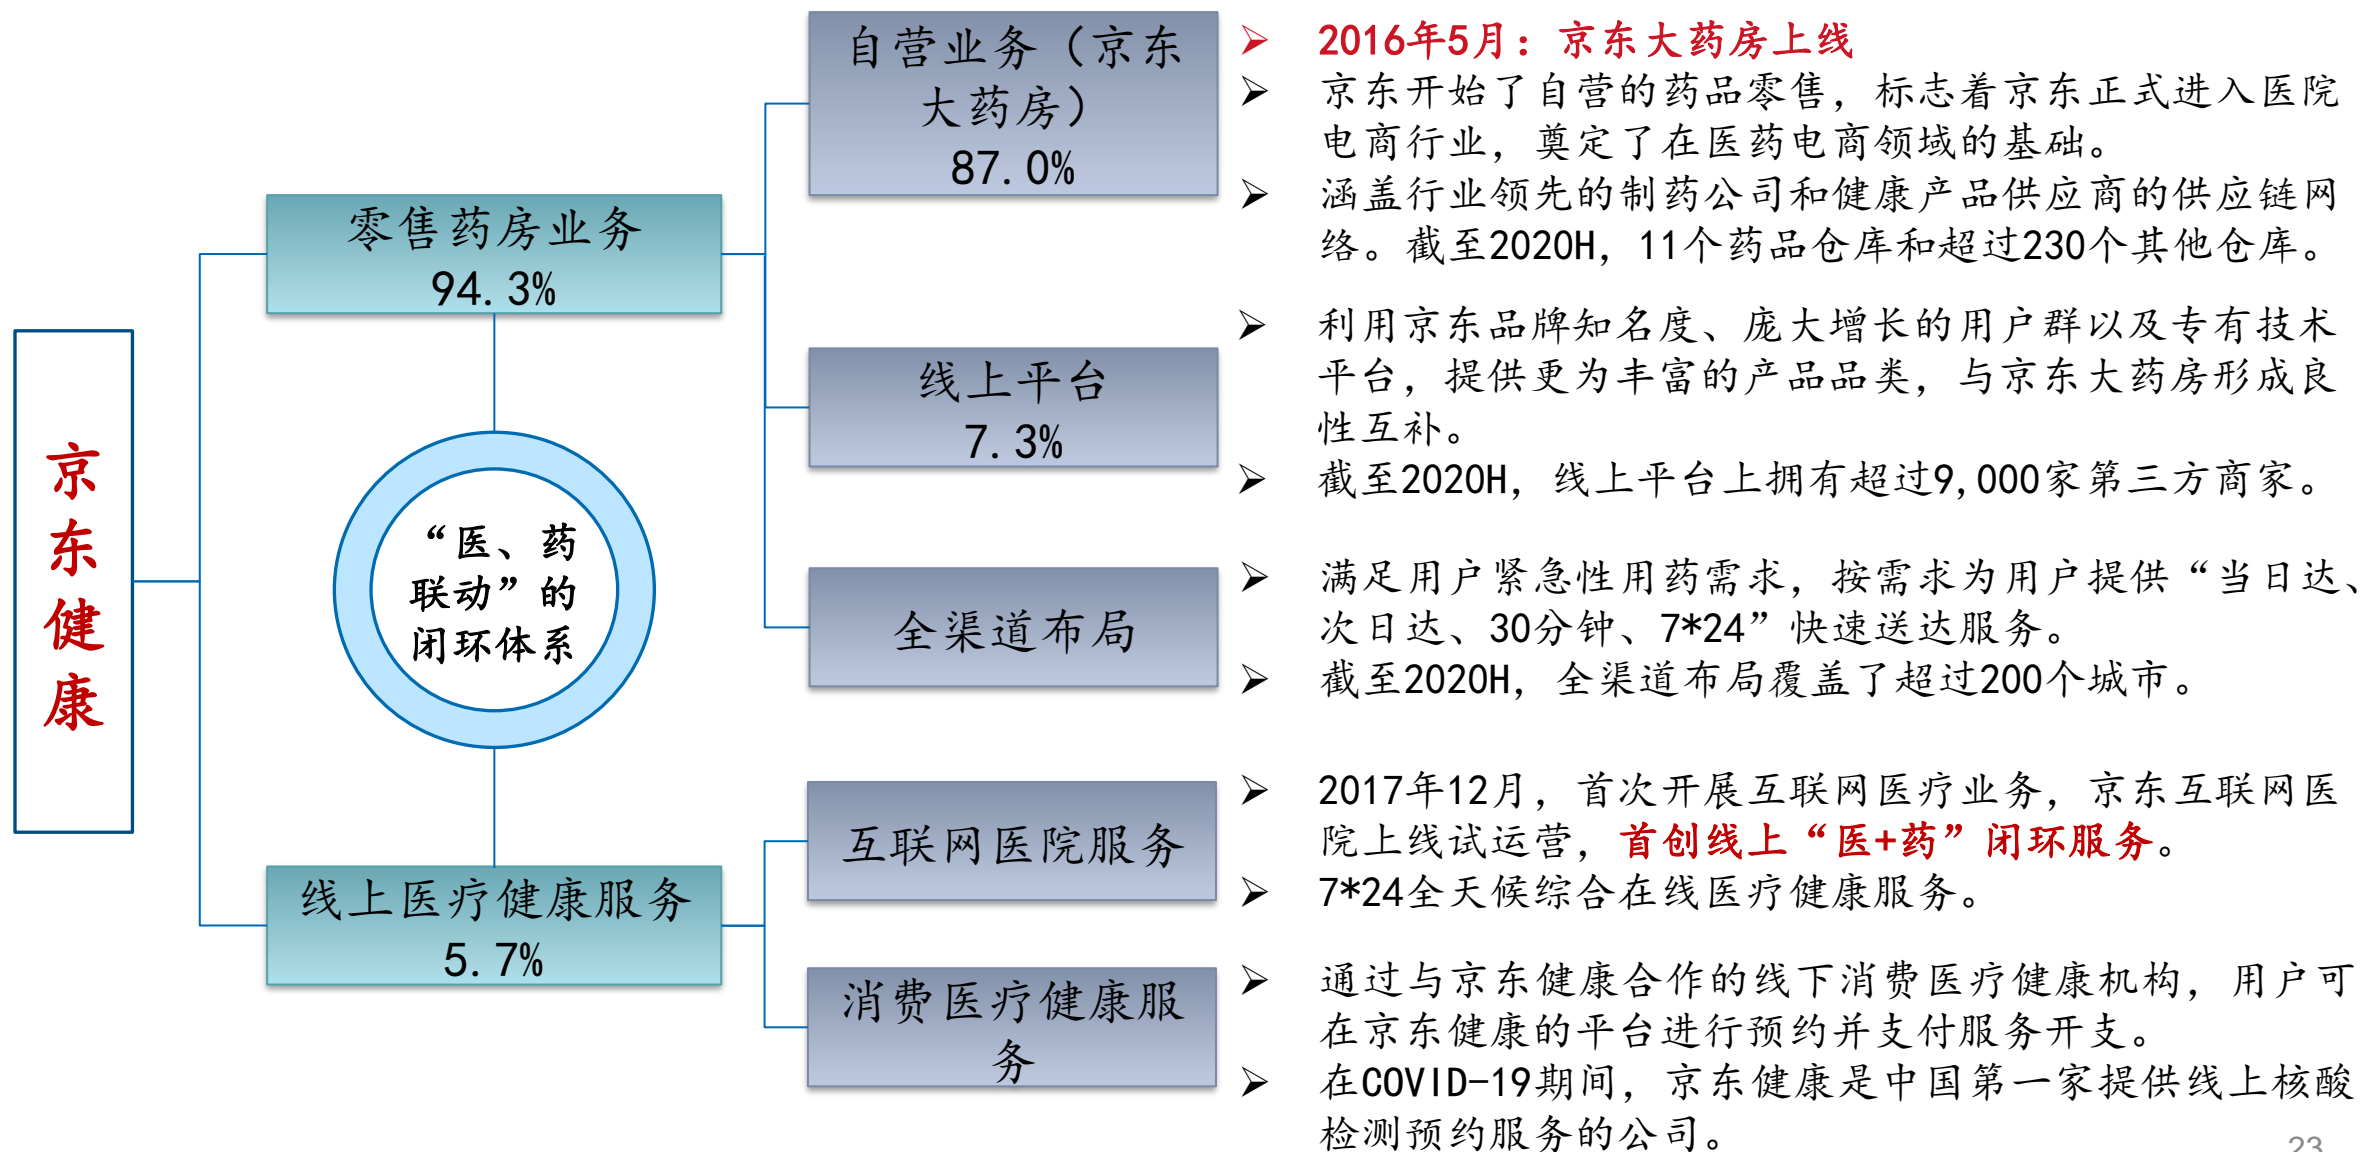 京东健康
零售药房业务
94.3%
“医、药
联动”的
闭环体系
线上医疗健康服务
5.7%
自营业务（京东
大药房）
87.0%
线上平台
7.3%
全渠道布局
互联网医院服务
消费医疗健康服
务
➢ 2016年5月：京东大药房上线
➢ 京东开始了自营的药品零售，标志着京东正式进入医院
电商行业，奠定了在医药电商领域的基础。
➢ 涵盖行业领先的制药公司和健康产品供应商的供应链网
络。截至2020H，11个药品仓库和超过230个其他仓库。
➢ 利用京东品牌知名度、庞大增长的用户群以及专有技术
平台，提供更为丰富的产品品类，与京东大药房形成良
性互补。
➢ 截至2020H，线上平台上拥有超过9,000家第三方商家。
➢ 满足用户紧急性用药需求，按需求为用户提供“当日达、
次日达、30分钟、7*24”快速送达服务。
➢ 截至2020H，全渠道布局覆盖了超过200个城市。
➢ 2017年12月，首次开展互联网医疗业务，京东互联网医
院上线试运营，首创线上“医+药”闭环服务。
➢ 7*24全天候综合在线医疗健康服务。
➢ 通过与京东健康合作的线下消费医疗健康机构，用户可
在京东健康的平台进行预约并支付服务开支。
➢ 在COVID-19期间，京东健康是中国第一家提供线上核酸
检测预约服务的公司。
23